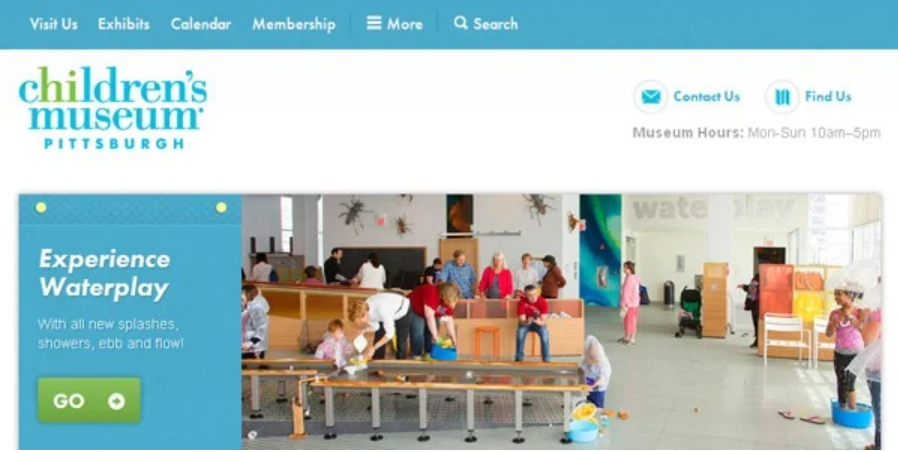 Visit Us Exhibits Calendar Membership More Search
children's
museum
PITTSBURGH
Contact Us Find Us
Museum Hours: Mon-Sun 10am–5pm
Experience
Waterplay
With all new splashes,
showers, ebb and flow!
GO
waterplay